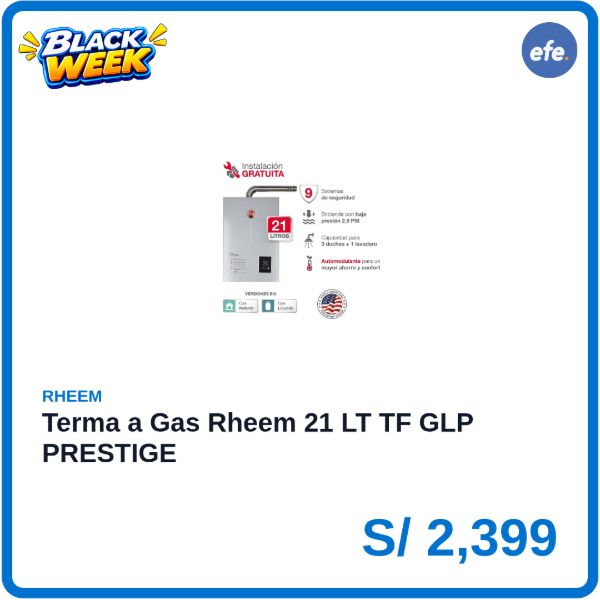 BLACK
WEEK
efe.
Instalación
GRATUITA
9
Sistemas
de seguridad
21
LITROS
Enciende con baja
presión 2.9 PSI
Capacidad para
3 duchas + 1 lavadero
Automodulante para un
mayor ahorro y confort
VERSIONES EN:
Gas
Natural
Gas
Licuado
RHEEM
Terma a Gas Rheem 21 LT TF GLP
PRESTIGE
S/ 2,399